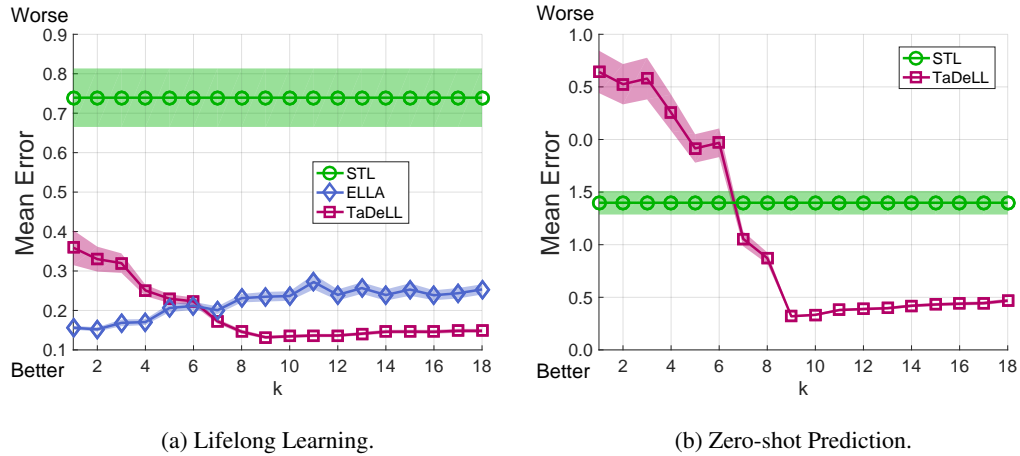 Worse
0.9
0.8
0.7
0.6
0.5
0.4
0.3
0.2
0.1
Better
Mean Error
STL
ELLA
TaDeLL
2 4 6 8 10 12 14 16 18
k
(a) Lifelong Learning.
Worse
1.0
0.5
0.0
1.5
1.0
0.5
0.0
Better
Mean Error
STL
TaDeLL
2 4 6 8 10 12 14 16 18
k
(b) Zero-shot Prediction.